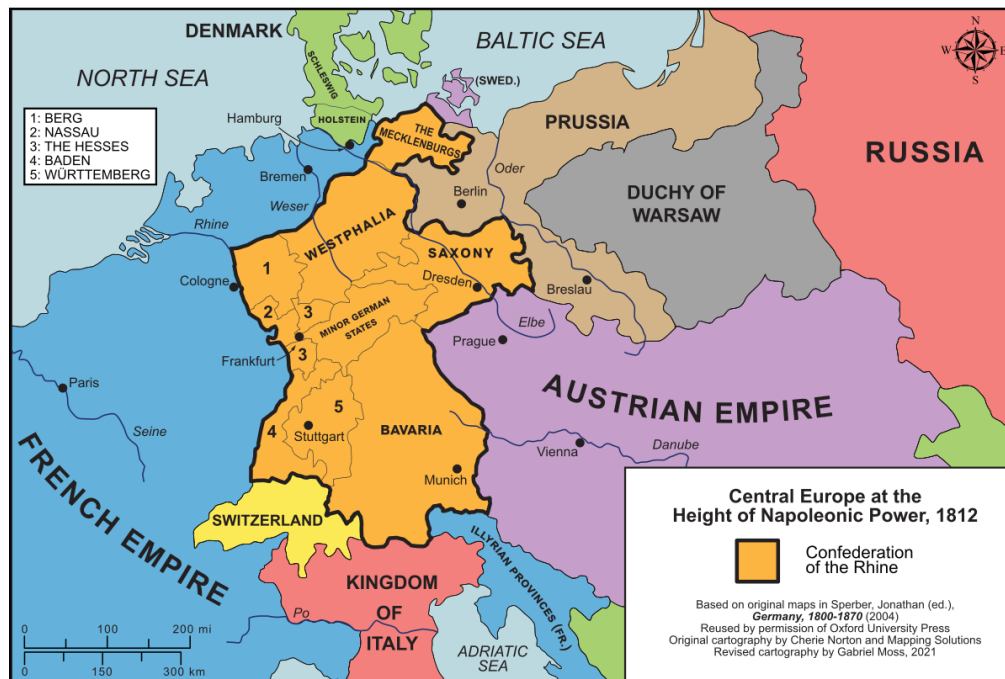 DENMARK
BALTIC SEA
NORTH SEA
SCHLESWIG
(SWED.)
N
W
E
S
1: BERG
2: NASSAU
3: THE HESSES
4: BADEN
5: WÜRTTEMBERG
Hamburg
HOLSTEIN
THE
MECKLENBURGS
PRUSSIA
RUSSIA
Bremen
Oder
Berlin
DUCHY OF
WARSAW
Weser
Rhine
WESTPHALIA
SAXONY
1
Cologne
Dresden
Breslau
2
3
MINOR GERMAN
STATES
Elbe
Prague
Frankfurt
3
Paris
AUSTRIAN EMPIRE
5
4
Stuttgart
BAVARIA
Seine
Vienna
Danube
Munich
FRENCH EMPIRE
SWITZERLAND
ILLYRIAN PROVINCES (FR.)
KINGDOM
OF
ITALY
Po
ADRIATIC
SEA
0
200 mi
0
150
300 km
Central Europe at the
Height of Napoleonic Power, 1812
Confederation
of the Rhine
Based on original maps in Sperber, Jonathan (ed.),
Germany, 1800-1870 (2004)
Reused by permission of Oxford University Press
Original cartography by Cherie Norton and Mapping Solutions
Revised cartography by Gabriel Moss, 2021